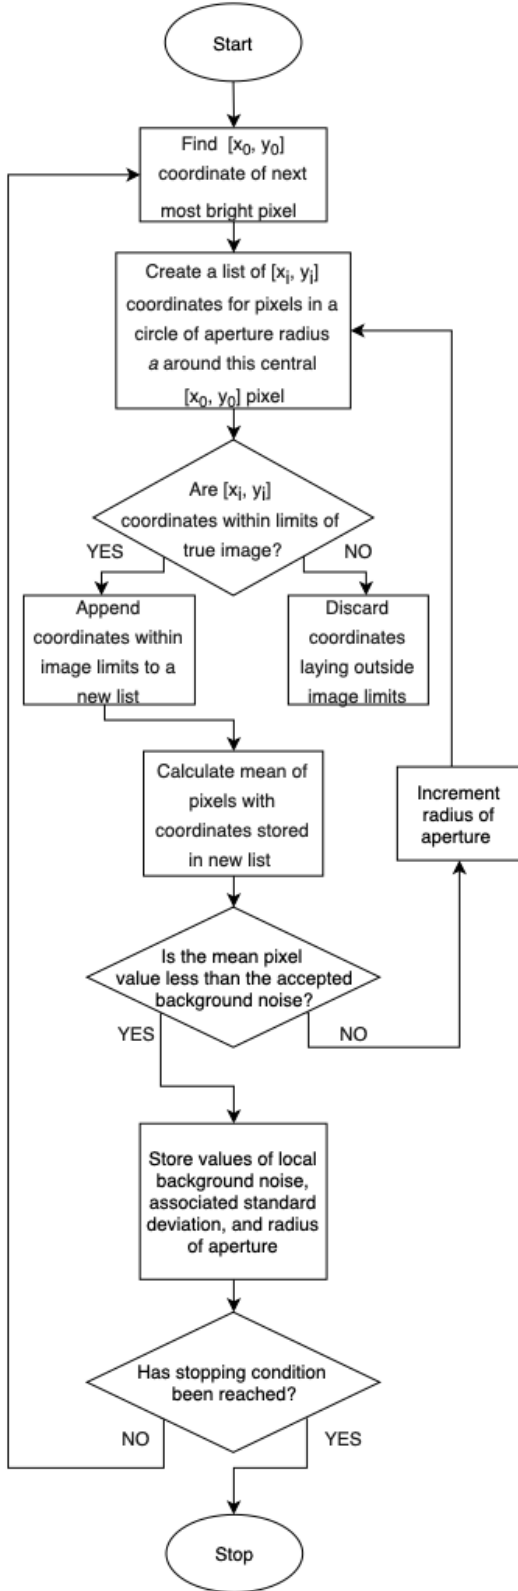 Start
Find [x0, y0]
coordinate of next
most bright pixel
Create a list of [xi, yi]
coordinates for pixels in a
circle of aperture radius
a around this central
[x0, y0] pixel
Are [xi, yi]
coordinates within limits of
true image?
YES
NO
Append
coordinates within
image limits to a
new list
Discard
coordinates
laying outside
image limits
Calculate mean of
pixels with
coordinates stored
in new list
Increment
radius of
aperture
Is the mean pixel
value less than the accepted
background noise?
YES
NO
Store values of local
background noise,
associated standard
deviation, and radius
of aperture
Has stopping condition
been reached?
NO
YES
Stop